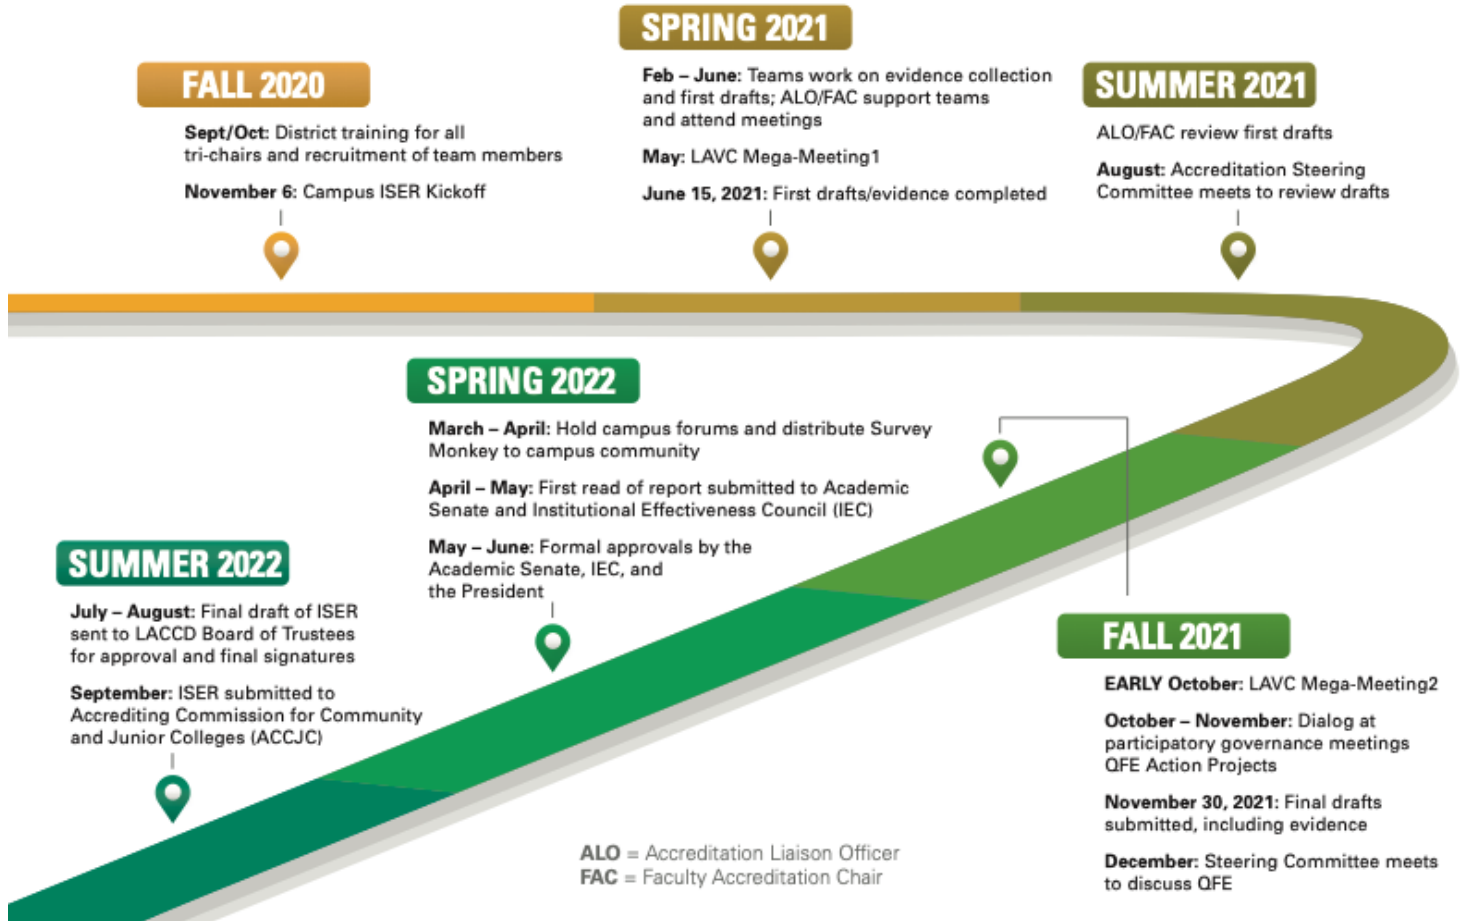 FALL 2020
Sept/Oct: District training for all
tri-chairs and recruitment of team members
November 6: Campus ISER Kickoff
SPRING 2021
Feb – June: Teams work on evidence collection
and first drafts; ALO/FAC support teams
and attend meetings
May: LAVC Mega-Meeting1
June 15, 2021: First drafts/evidence completed
SUMMER 2021
ALO/FAC review first drafts
August: Accreditation Steering
Committee meets to review drafts
FALL 2021
EARLY October: LAVC Mega-Meeting2
October – November: Dialog at
participatory governance meetings
QFE Action Projects
November 30, 2021: Final drafts
submitted, including evidence
December: Steering Committee meets
to discuss QFE
SPRING 2022
March – April: Hold campus forums and distribute Survey
Monkey to campus community
April – May: First read of report submitted to Academic
Senate and Institutional Effectiveness Council (IEC)
May – June: Formal approvals by the
Academic Senate, IEC, and
the President
SUMMER 2022
July – August: Final draft of ISER
sent to LACCD Board of Trustees
for approval and final signatures
September: ISER submitted to
Accrediting Commission for Community
and Junior Colleges (ACCJC)
ALO = Accreditation Liaison Officer
FAC = Faculty Accreditation Chair